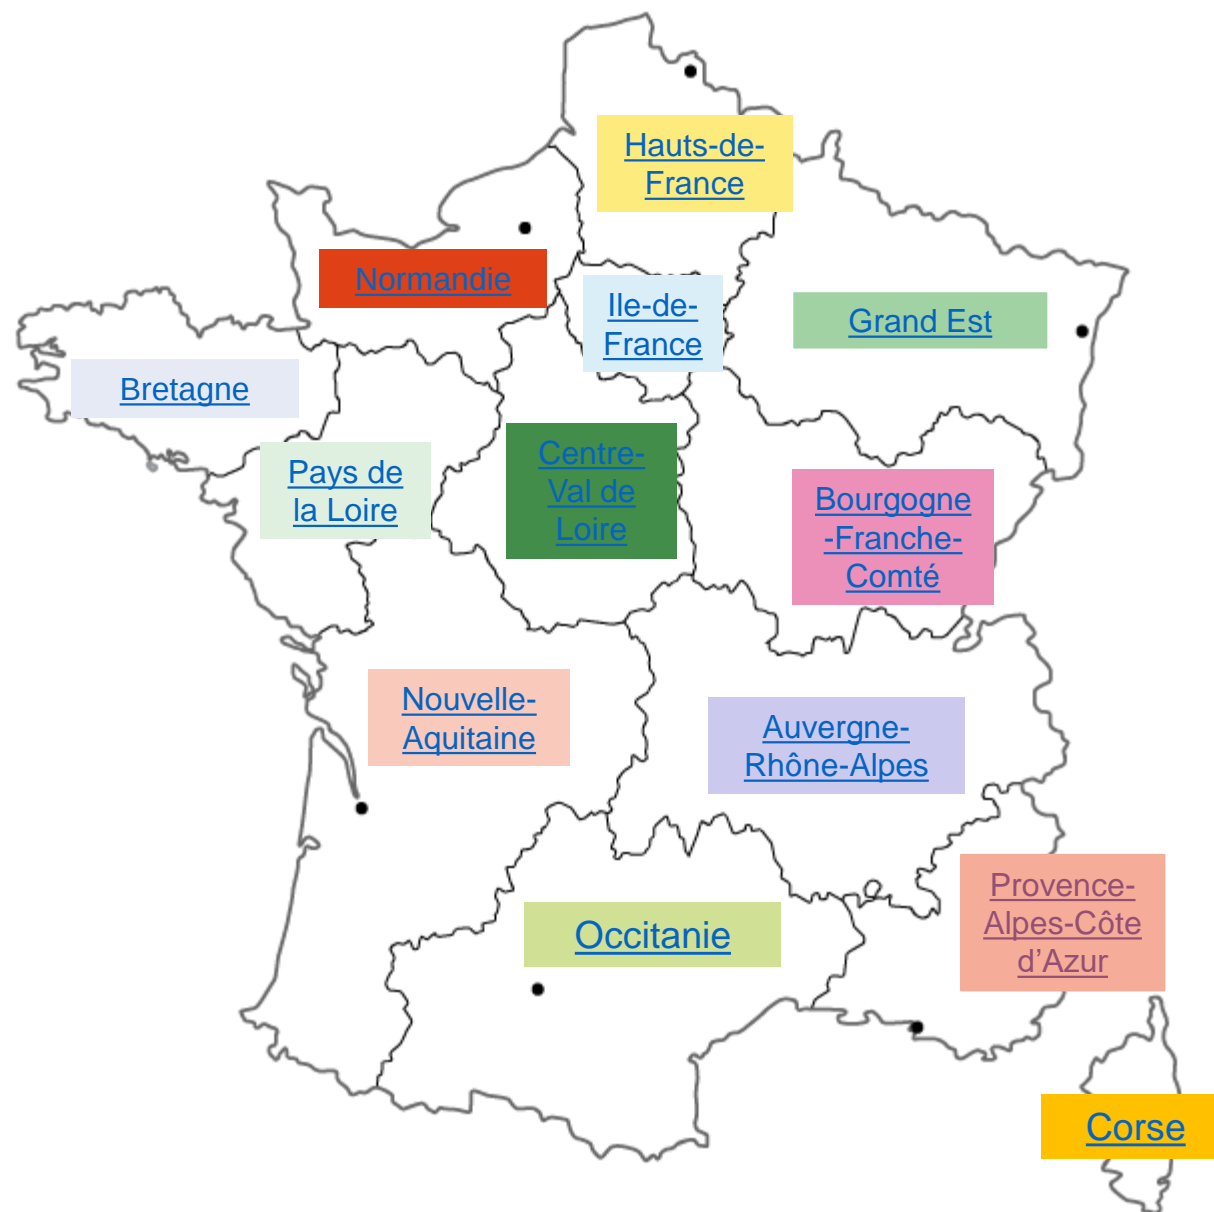 Hauts-de-
France
Normandie
Ile-de-
France
Grand Est
Bretagne
Pays de
la Loire
Centre-
Val de
Loire
Bourgogne
-Franche-
Comté
Nouvelle-
Aquitaine
Auvergne-
Rhône-Alpes
Provence-
Alpes-Côte
d’Azur
Occitanie
Corse